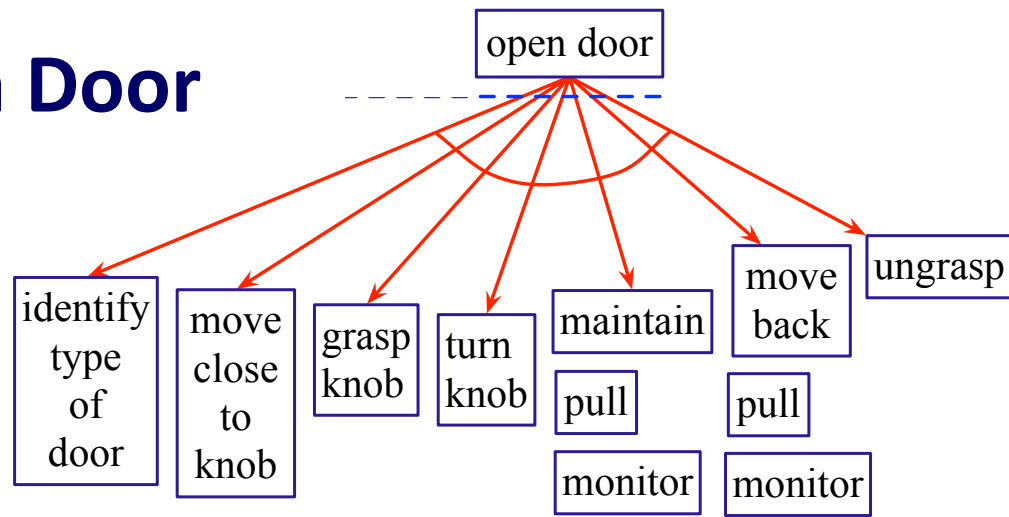 open door
Door
identify
type
of
door
move
close
to
knob
grasp
knob
turn
knob
maintain
pull
monitor
move
back
pull
monitor
ungrasp